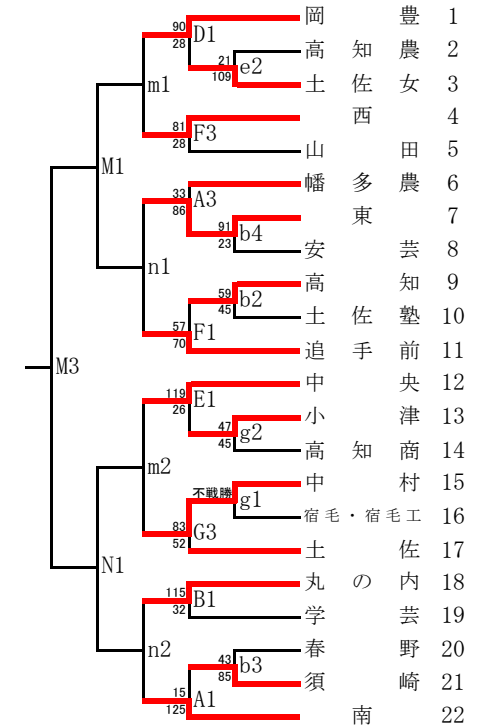 岡 豊 1
90
D1
28
高 知 農 2
21
e2
109
土 佐 女 3
m1
西 4
81
F3
28
山 田 5
M1
幡 多 農 6
33
A3
86
東 7
91
b4
23
安 芸 8
n1
高 知 9
59
b2
45
土 佐 塾 10
57
F1
70
追 手 前 11
M3
中 央 12
119
E1
26
小 津 13
47
g2
45
高 知 商 14
m2
中 村 15
不戦勝
g1
宿毛・宿毛工 16
83
G3
52
土 佐 17
N1
丸 の 内 18
115
B1
32
学 芸 19
n2
春 野 20
43
b3
85
須 崎 21
15
A1
125
南 22